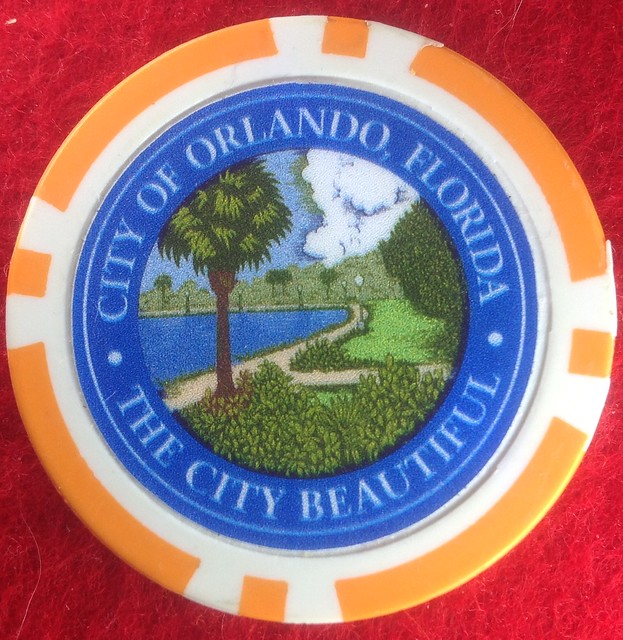 CITY OF ORLANDO, FLORIDA
THE CITY BEAUTIFUL